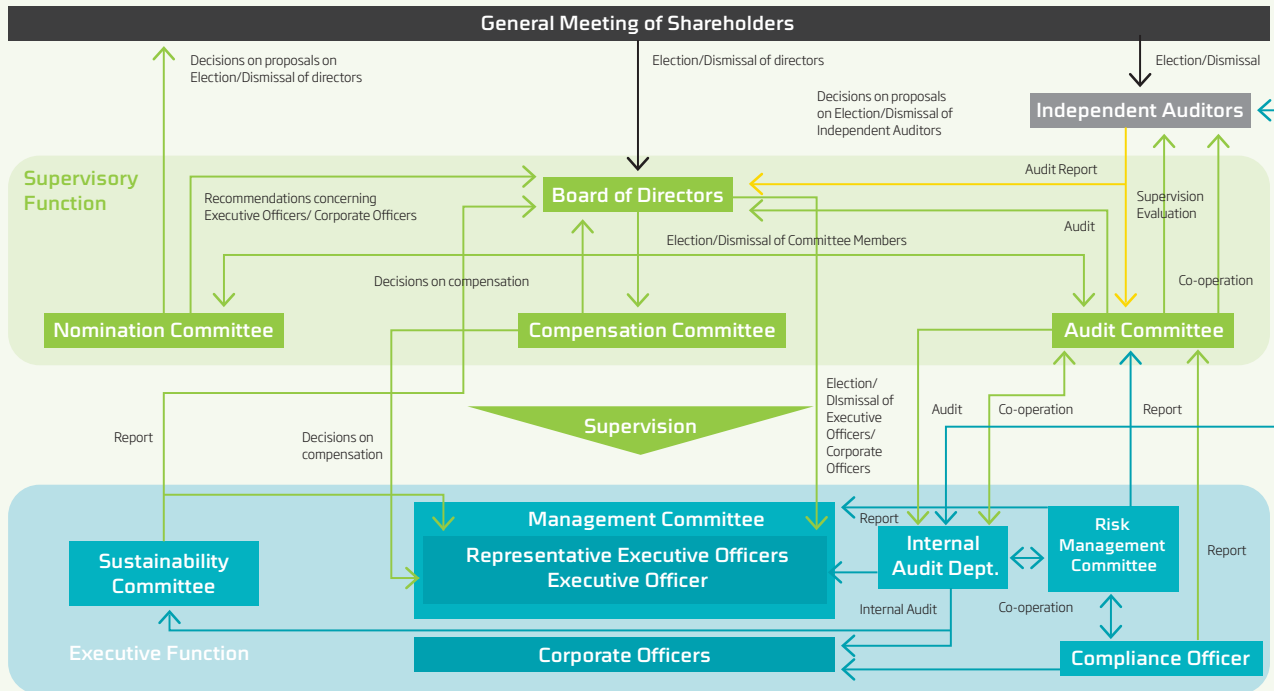 General Meeting of Shareholders
Decisions on proposals on
Election/Dismissal of directors
Election/Dismissal of directors
Election/Dismissal
Decisions on proposals
on Election/Dismissal of
Independent Auditors
Independent Auditors
Supervisory
Function
Recommendations concerning
Executive Officers/ Corporate Officers
Board of Directors
Audit Report
Supervision
Evaluation
Audit
Election/Dismissal of Committee Members
Decisions on compensation
Co-operation
Nomination Committee
Compensation Committee
Audit Committee
Report
Decisions on
compensation
Supervision
Election/
DIsmissal of
Executive
Officers/
Corporate
Officers
Audit
Co-operation
Report
Management Committee
Report
Representative Executive Officers
Executive Officer
Sustainability
Committee
Internal
Audit Dept.
Risk
Management
Committee
Report
Internal Audit
Co-operation
Executive Function
Corporate Officers
Compliance Officer